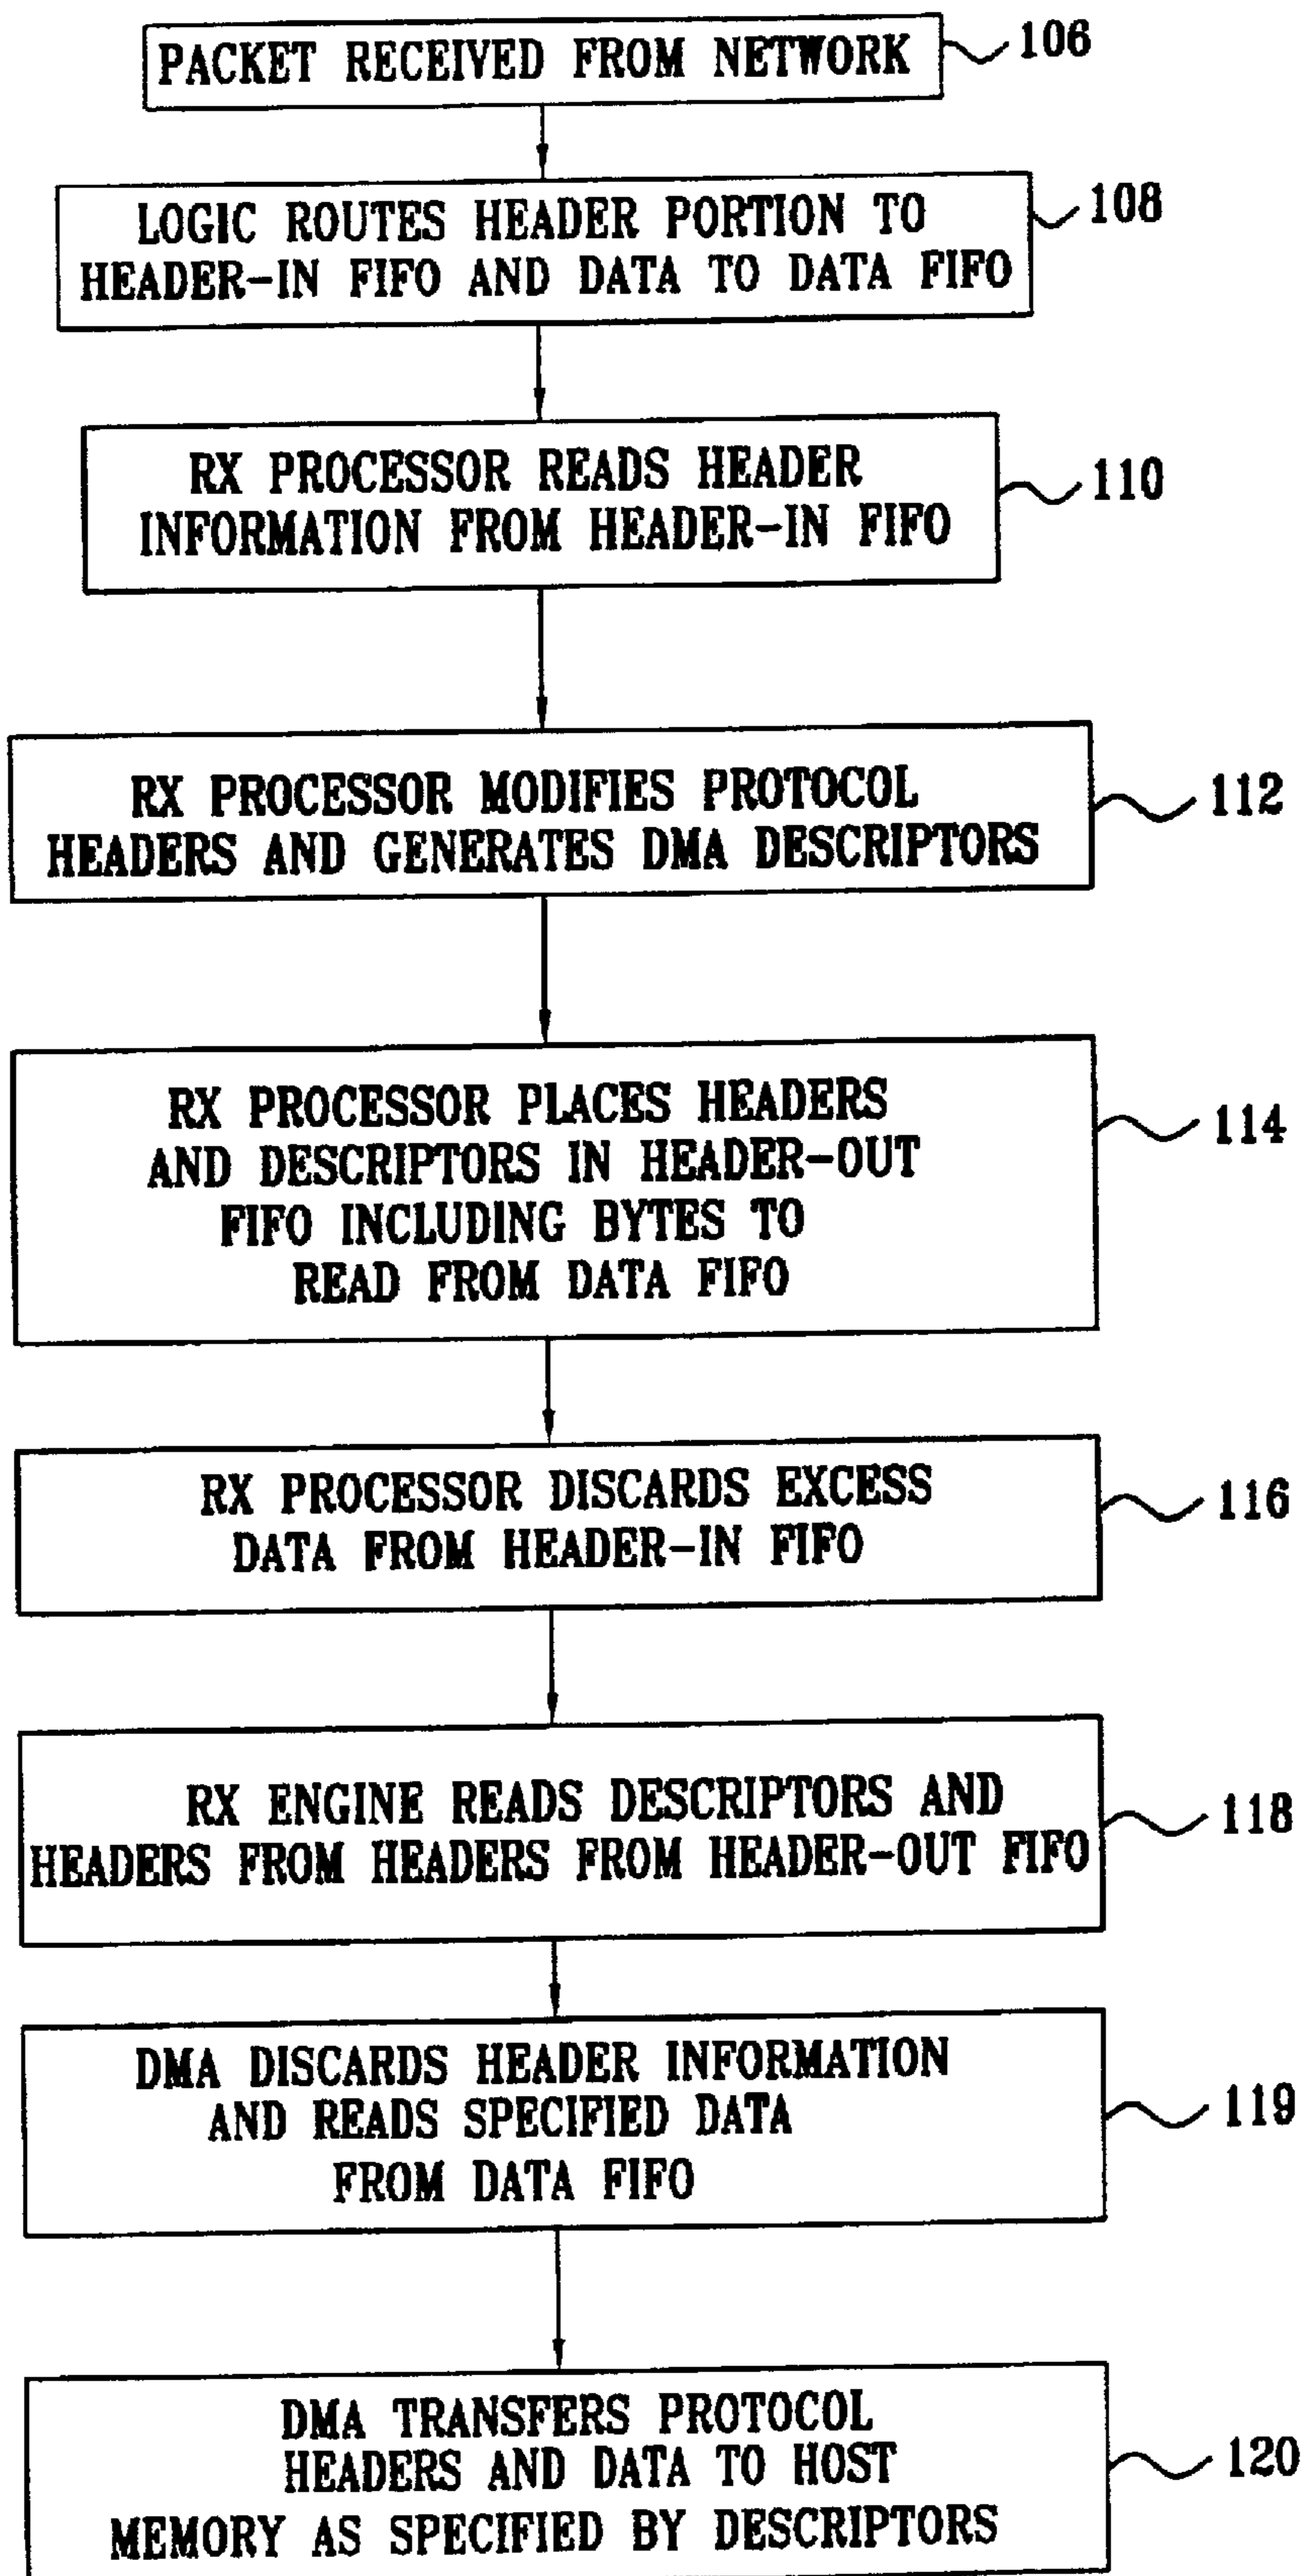 PACKET RECEIVED FROM NETWORK
106
LOGIC ROUTES HEADER PORTION TO
HEADER-IN FIFO AND DATA TO DATA FIFO
108
RX PROCESSOR READS HEADER
INFORMATION FROM HEADER-IN FIFO
110
RX PROCESSOR MODIFIES PROTOCOL
HEADERS AND GENERATES DMA DESCRIPTORS
112
RX PROCESSOR PLACES HEADERS
AND DESCRIPTORS IN HEADER-OUT
FIFO INCLUDING BYTES TO
READ FROM DATA FIFO
114
RX PROCESSOR DISCARDS EXCESS
DATA FROM HEADER-IN FIFO
116
RX ENGINE READS DESCRIPTORS AND
HEADERS FROM HEADERS FROM HEADER-OUT FIFO
118
DMA DISCARDS HEADER INFORMATION
AND READS SPECIFIED DATA
FROM DATA FIFO
119
DMA TRANSFERS PROTOCOL
HEADERS AND DATA TO HOST
MEMORY AS SPECIFIED BY DESCRIPTORS
120